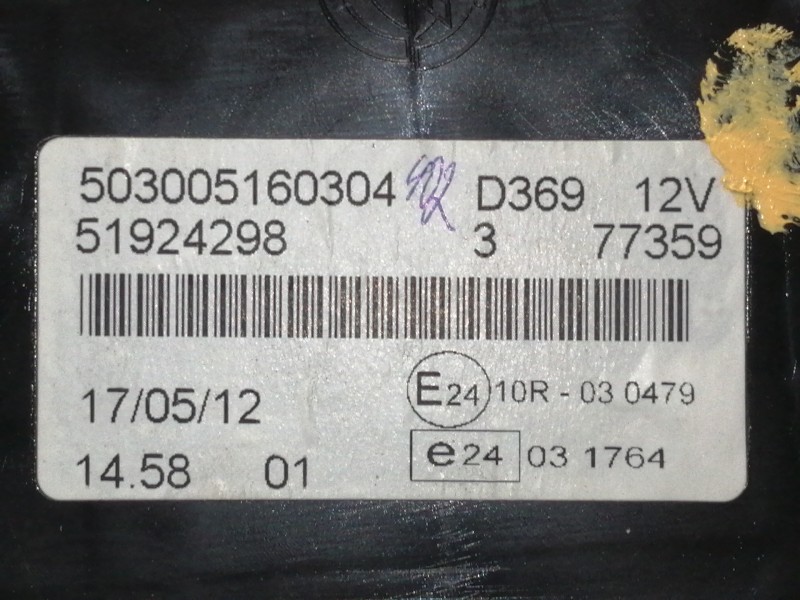 503005160304 D369 12V
51924298 3 77359
17/05/12 E24 10R - 03 0479
14.58 01 e24 03 1764